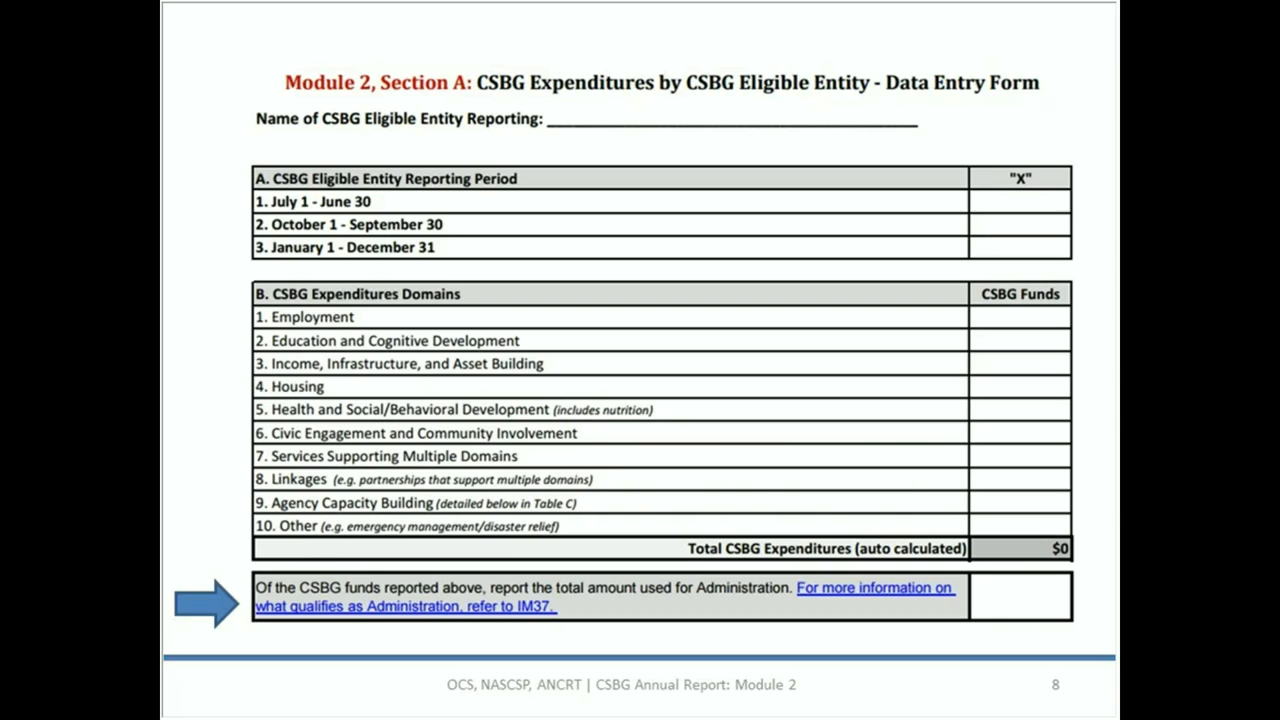 Module 2, Section A: CSBG Expenditures by CSBG Eligible Entity - Data Entry Form
Name of CSBG Eligible Entity Reporting: ____________________________________________
A. CSBG Eligible Entity Reporting Period "X"
1. July 1 - June 30
2. October 1 - September 30
3. January 1 - December 31
B. CSBG Expenditures Domains CSBG Funds
1. Employment
2. Education and Cognitive Development
3. Income, Infrastructure, and Asset Building
4. Housing
5. Health and Social/Behavioral Development (includes nutrition)
6. Civic Engagement and Community Involvement
7. Services Supporting Multiple Domains
8. Linkages (e.g. partnerships that support multiple domains)
9. Agency Capacity Building (detailed below in Table C)
10. Other (e.g. emergency management/disaster relief)
Total CSBG Expenditures (auto calculated) $0
Of the CSBG funds reported above, report the total amount used for Administration. For more information on
what qualifies as Administration, refer to IM37.
OCS, NASCSP, ANCRT | CSBG Annual Report: Module 2 8